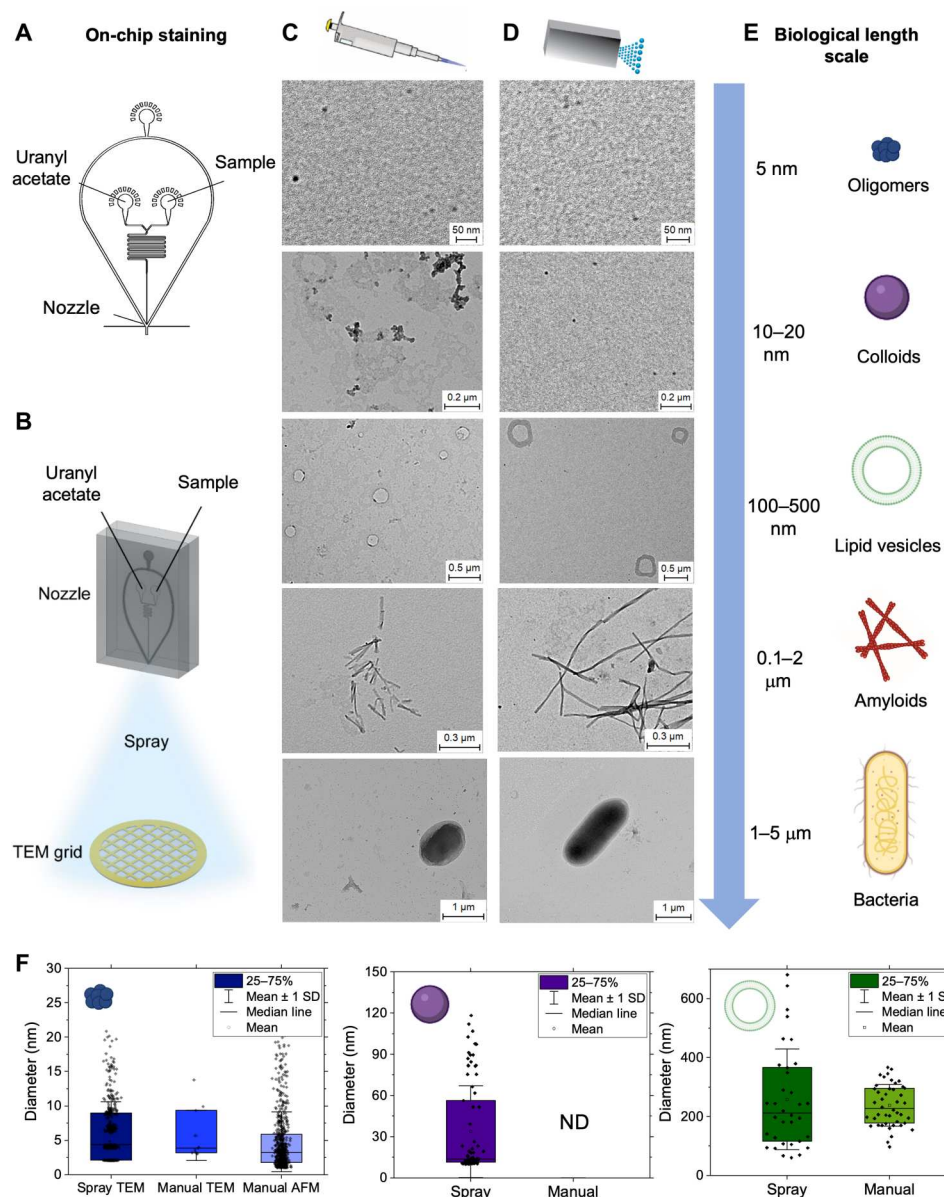 A
On-chip staining
Uranyl
acetate
Sample
Nozzle
B
Uranyl
acetate
Sample
Nozzle
Spray
TEM grid
C
50 nm
0.2 μm
0.5 μm
0.3 μm
1 μm
D
50 nm
0.2 μm
0.5 μm
0.3 μm
1 μm
E
Biological length
scale
5 nm
Oligomers
10–20
nm
Colloids
100–500
nm
Lipid vesicles
0.1–2
μm
Amyloids
1–5 μm
Bacteria
F
Diameter (nm)
30
25
20
15
10
5
0
25–75%
Mean ± 1 SD
Median line
Mean
Spray TEM
Manual TEM
Manual AFM
Diameter (nm)
150
120
90
60
30
0
25–75%
Mean ± 1 SD
Median line
Mean
ND
Spray
Manual
Diameter (nm)
600
400
200
0
25–75%
Mean ± 1 S
Median line
Mean
Spray
Manual